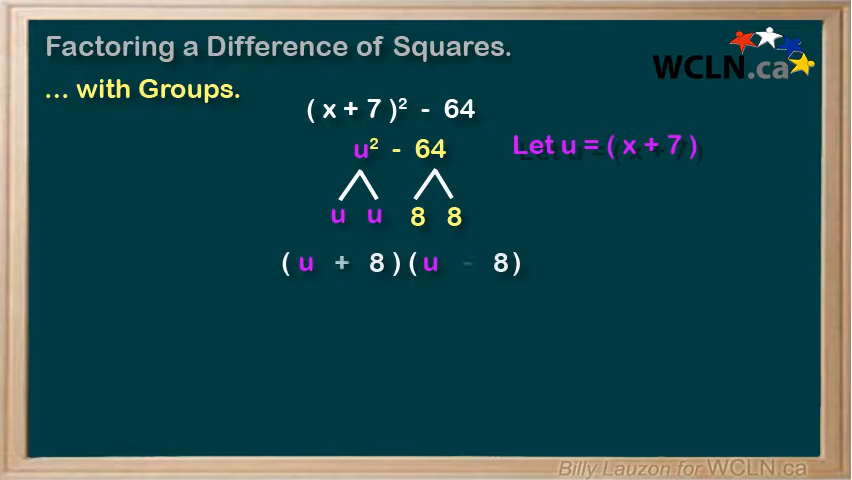 Factoring a Difference of Squares.
WCLN.ca
... with Groups.
( x + 7 )² - 64
u² - 64
Let u = ( x + 7 )
u u 8 8
( u + 8 ) ( u - 8 )
Billy Lauzon for WCLN.ca